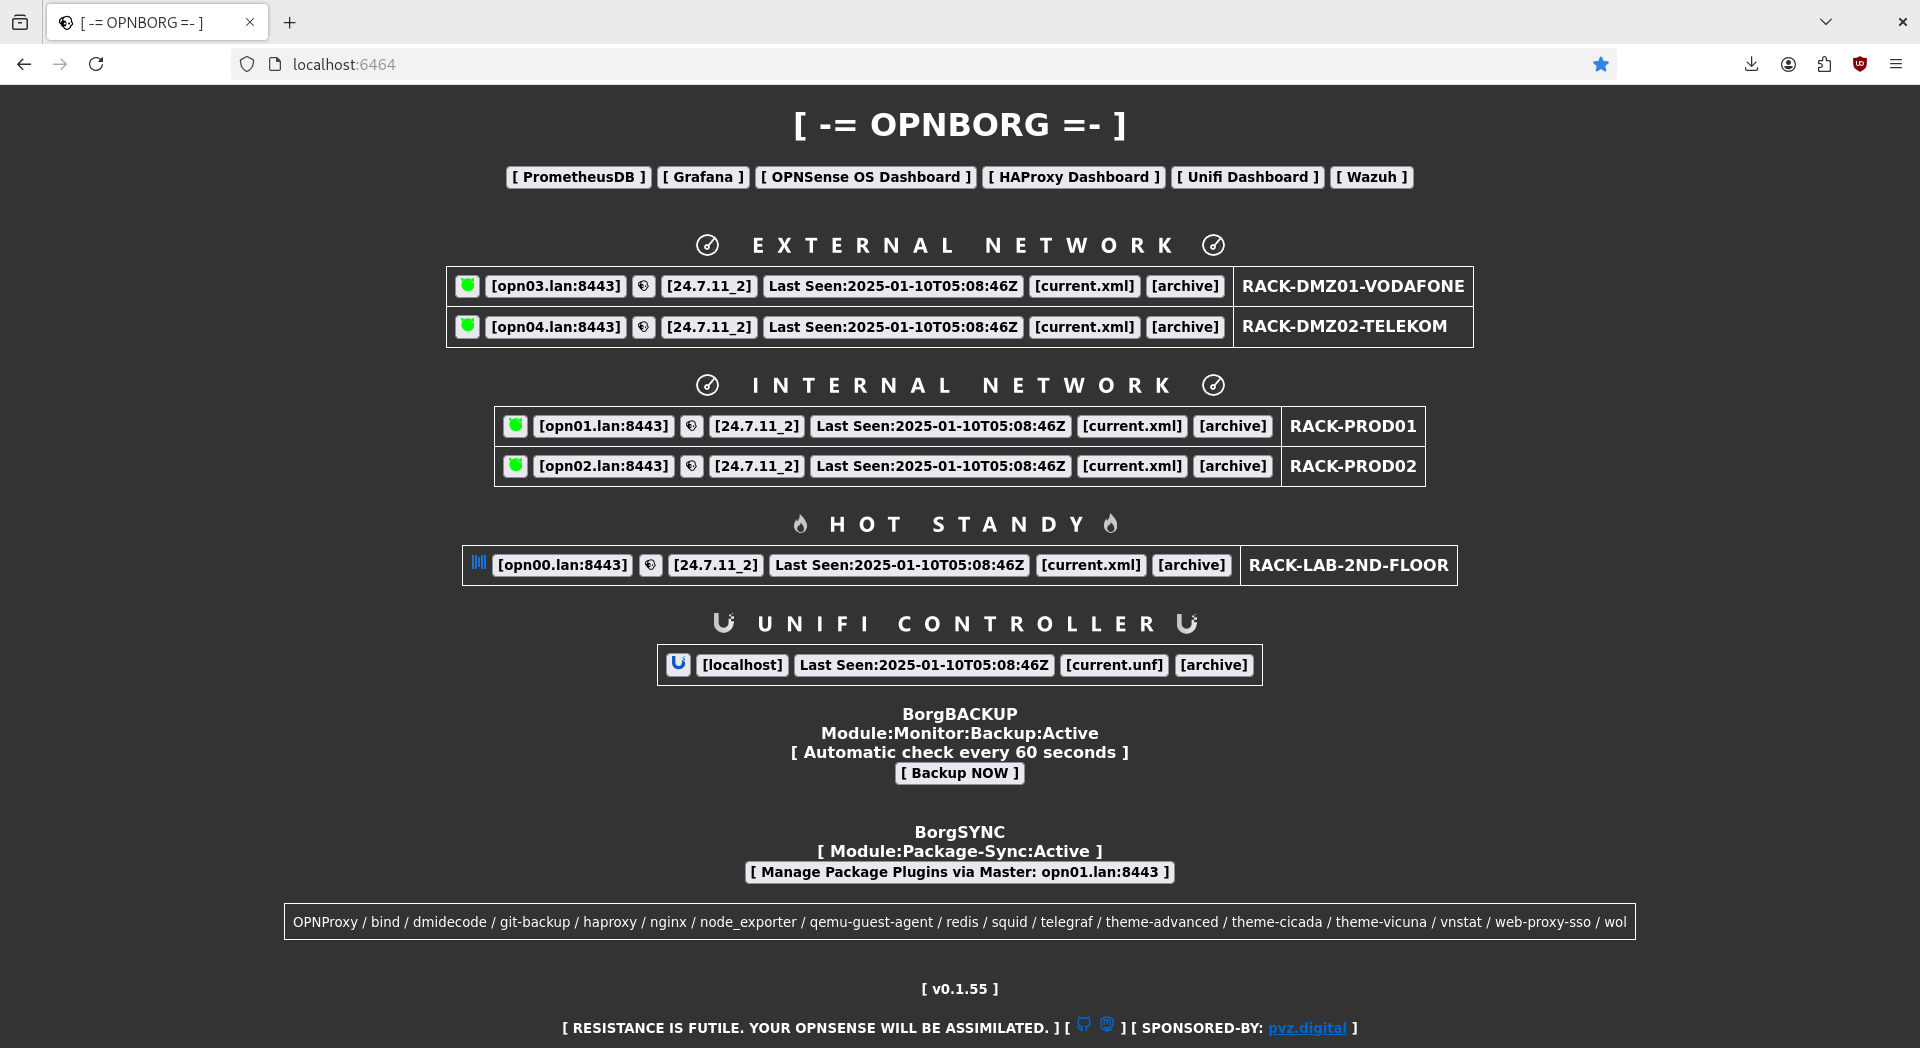 [ -= OPNBORG =- ]
localhost:6464
[ -= OPNBORG =- ]
[ PrometheusDB ] [ Grafana ] [ OPNSense OS Dashboard ] [ HAProxy Dashboard ] [ Unifi Dashboard ] [ Wazuh ]
EXTERNAL NETWORK
[opn03.lan:8443] [24.7.11_2] Last Seen:2025-01-10T05:08:46Z [current.xml] [archive] RACK-DMZ01-VODAFONE
[opn04.lan:8443] [24.7.11_2] Last Seen:2025-01-10T05:08:46Z [current.xml] [archive] RACK-DMZ02-TELEKOM
INTERNAL NETWORK
[opn01.lan:8443] [24.7.11_2] Last Seen:2025-01-10T05:08:46Z [current.xml] [archive] RACK-PROD01
[opn02.lan:8443] [24.7.11_2] Last Seen:2025-01-10T05:08:46Z [current.xml] [archive] RACK-PROD02
HOT STANDY
[opn00.lan:8443] [24.7.11_2] Last Seen:2025-01-10T05:08:46Z [current.xml] [archive] RACK-LAB-2ND-FLOOR
UNIFI CONTROLLER
[localhost] Last Seen:2025-01-10T05:08:46Z [current.unf] [archive]
BorgBACKUP
Module:Monitor:Backup:Active
[ Automatic check every 60 seconds ]
[ Backup NOW ]
BorgSYNC
[ Module:Package-Sync:Active ]
[ Manage Package Plugins via Master: opn01.lan:8443 ]
OPNProxy / bind / dmidecode / git-backup / haproxy / nginx / node_exporter / qemu-guest-agent / redis / squid / telegraf / theme-advanced / theme-cicada / theme-vicuna / vnstat / web-proxy-sso / wol
[ v0.1.55 ]
[ RESISTANCE IS FUTILE. YOUR OPNSENSE WILL BE ASSIMILATED. ] [ ] [ SPONSORED-BY: pvz.digital ]